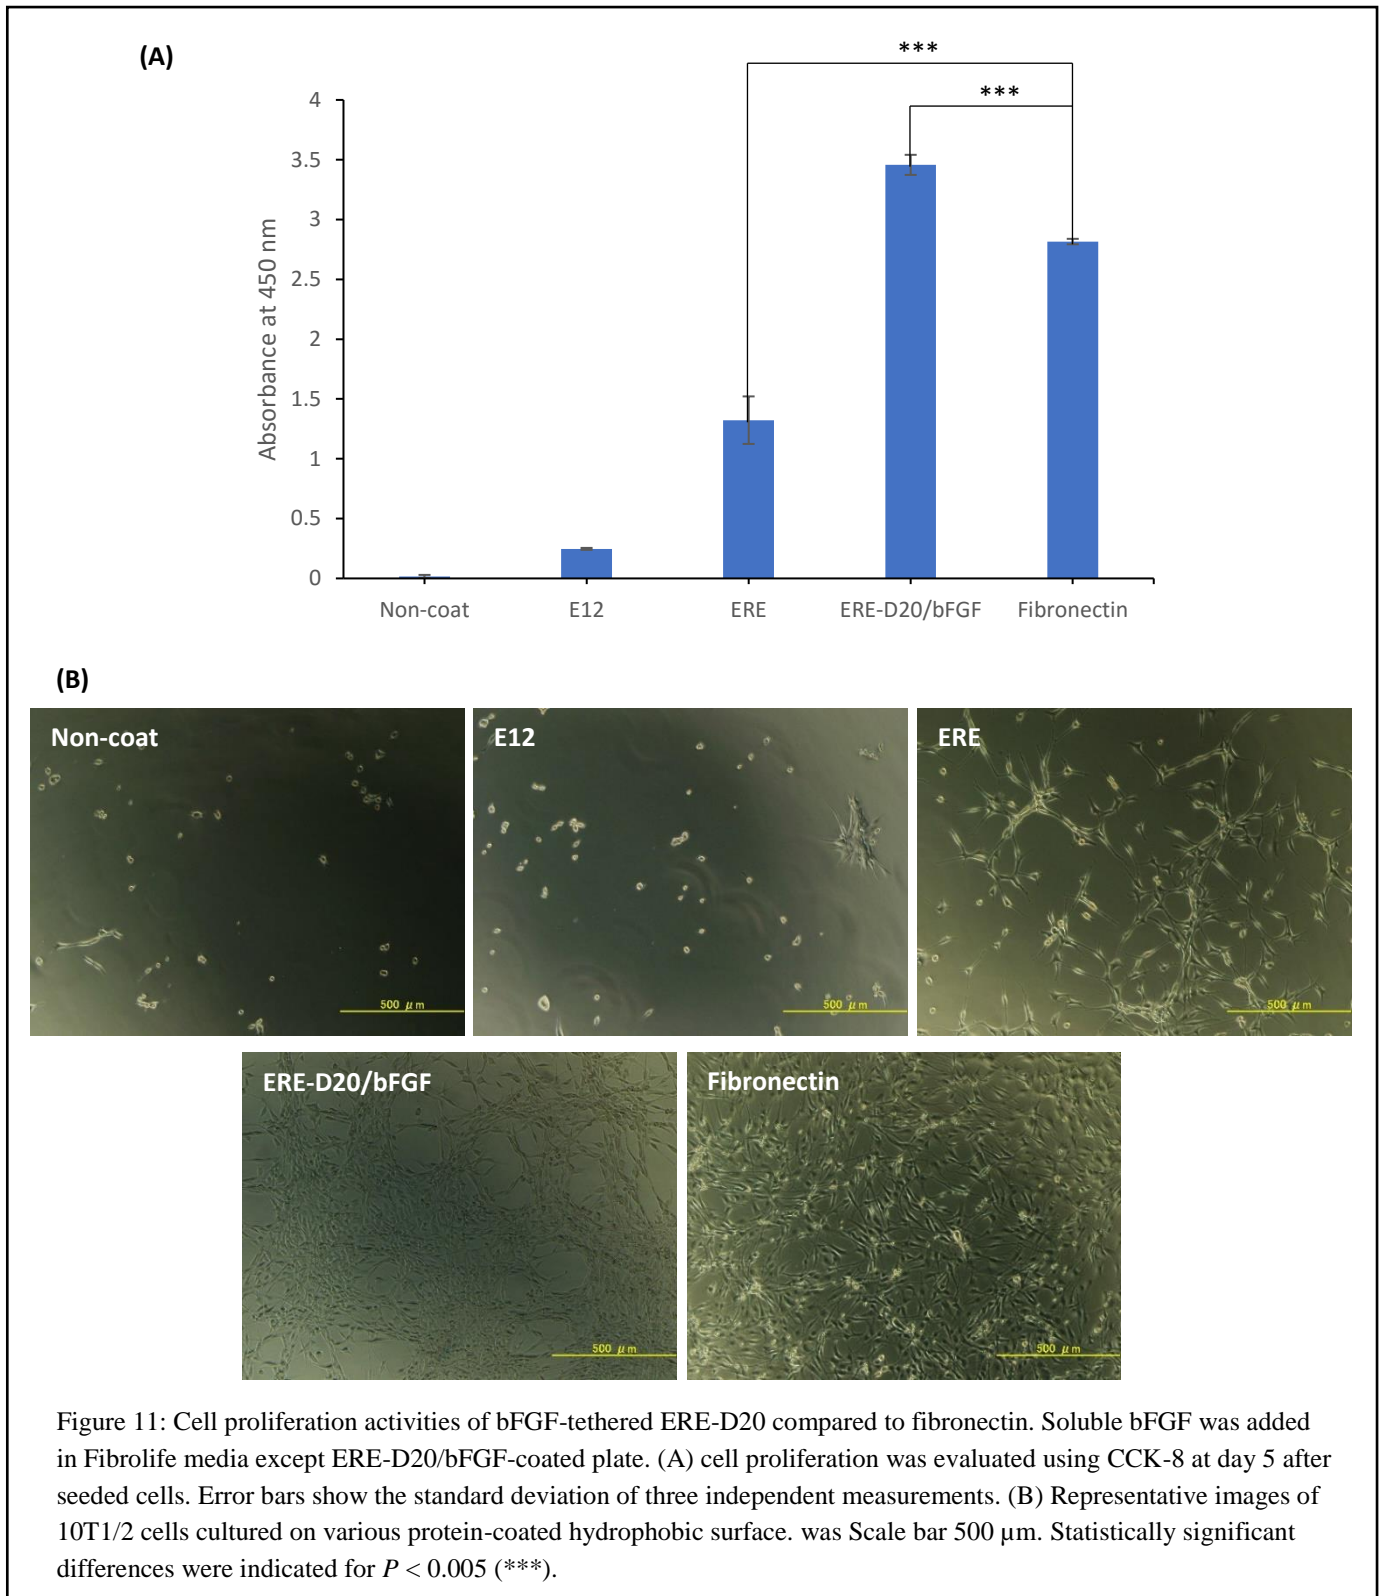 (A)
***
***
4
3.5
3
2.5
2
1.5
1
0.5
0
Absorbance at 450 nm
Non-coat
E12
ERE
ERE-D20/bFGF
Fibronectin
(B)
Non-coat
500 μm
E12
500 μm
ERE
500 μm
ERE-D20/bFGF
500 μm
Fibronectin
500 μm
Figure 11: Cell proliferation activities of bFGF-tethered ERE-D20 compared to fibronectin. Soluble bFGF was added
in Fibrolife media except ERE-D20/bFGF-coated plate. (A) cell proliferation was evaluated using CCK-8 at day 5 after
seeded cells. Error bars show the standard deviation of three independent measurements. (B) Representative images of
10T1/2 cells cultured on various protein-coated hydrophobic surface. was Scale bar 500 μm. Statistically significant
differences were indicated for P < 0.005 (***).